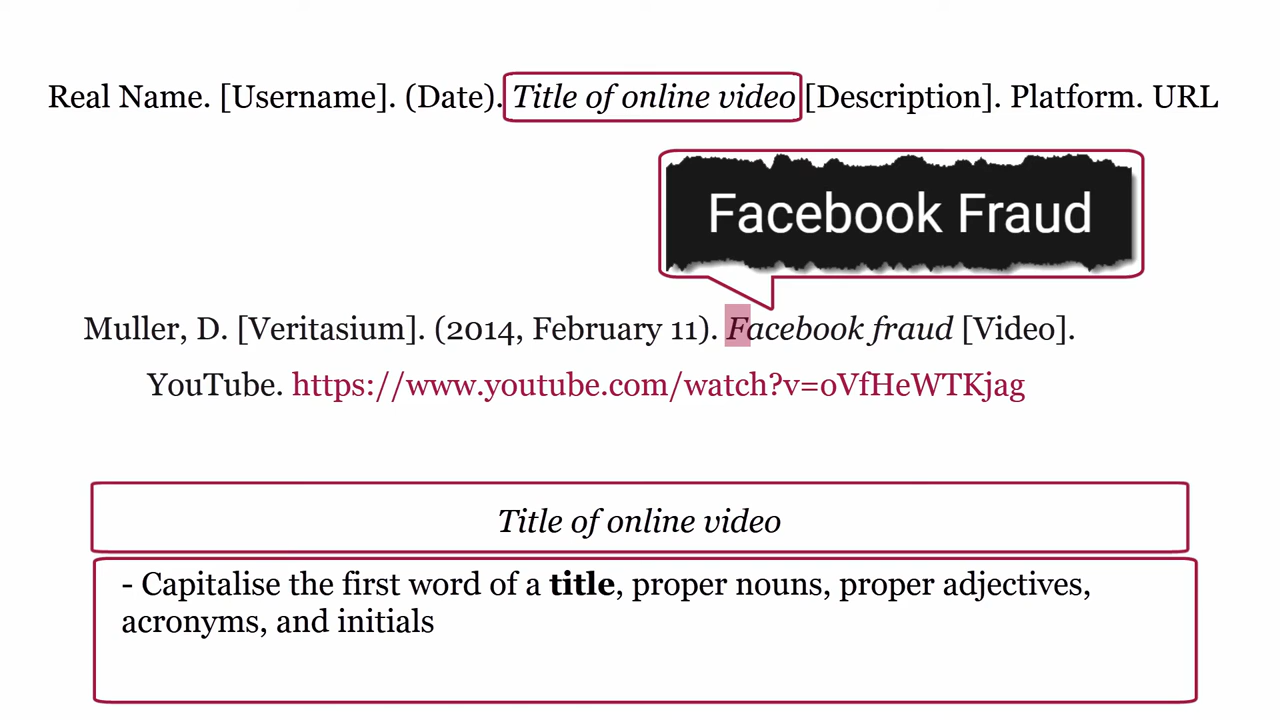 Real Name. [Username]. (Date). Title of online video [Description]. Platform. URL
Facebook Fraud
Muller, D. [Veritasium]. (2014, February 11). Facebook fraud [Video].
YouTube. https://www.youtube.com/watch?v=oVfHeWTKjag
Title of online video
- Capitalise the first word of a title, proper nouns, proper adjectives,
acronyms, and initials